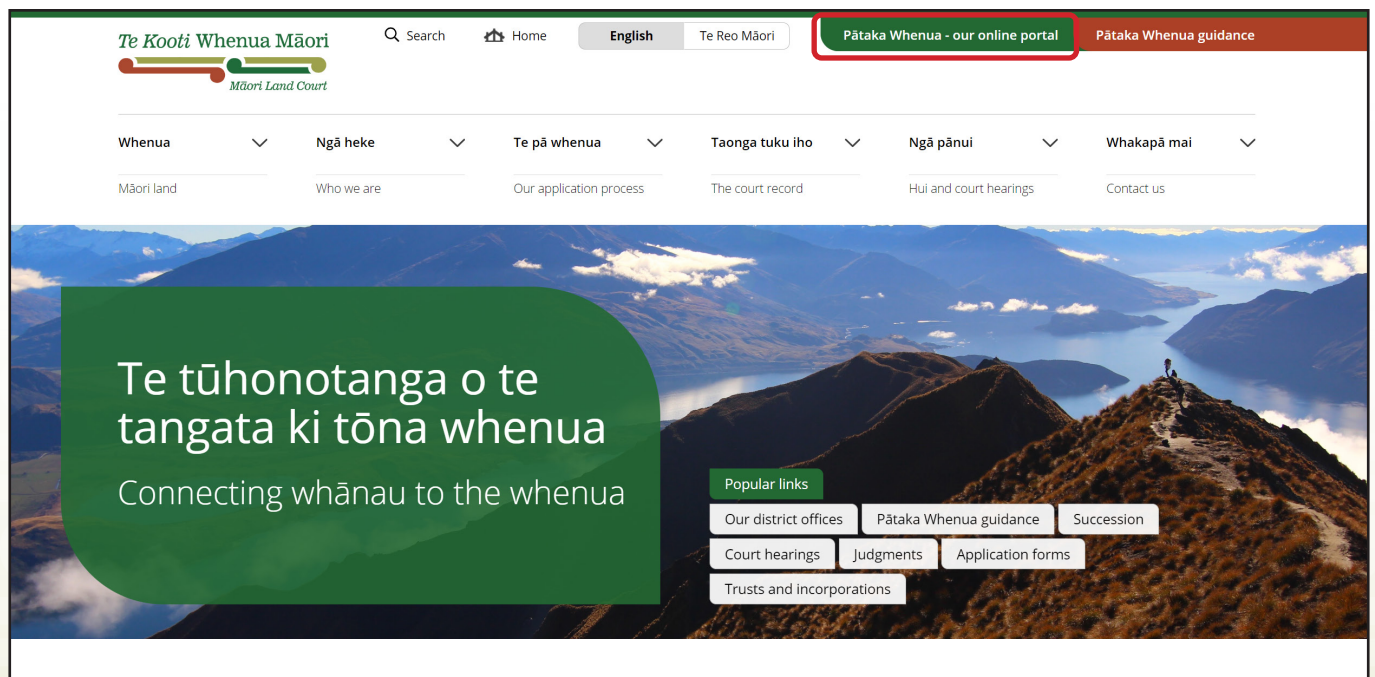 Te Kooti Whenua Māori
Māori Land Court
Search
Home
English
Te Reo Māori
Pātaka Whenua - our online portal
Pātaka Whenua guidance
Whenua
Ngā heke
Te pā whenua
Taonga tuku iho
Ngā pānui
Whakapā mai
Māori land
Who we are
Our application process
The court record
Hui and court hearings
Contact us
Te tūhonotanga o te
tangata ki tōna whenua
Connecting whānau to the whenua
Popular links
Our district offices
Pātaka Whenua guidance
Succession
Court hearings
Judgments
Application forms
Trusts and incorporations